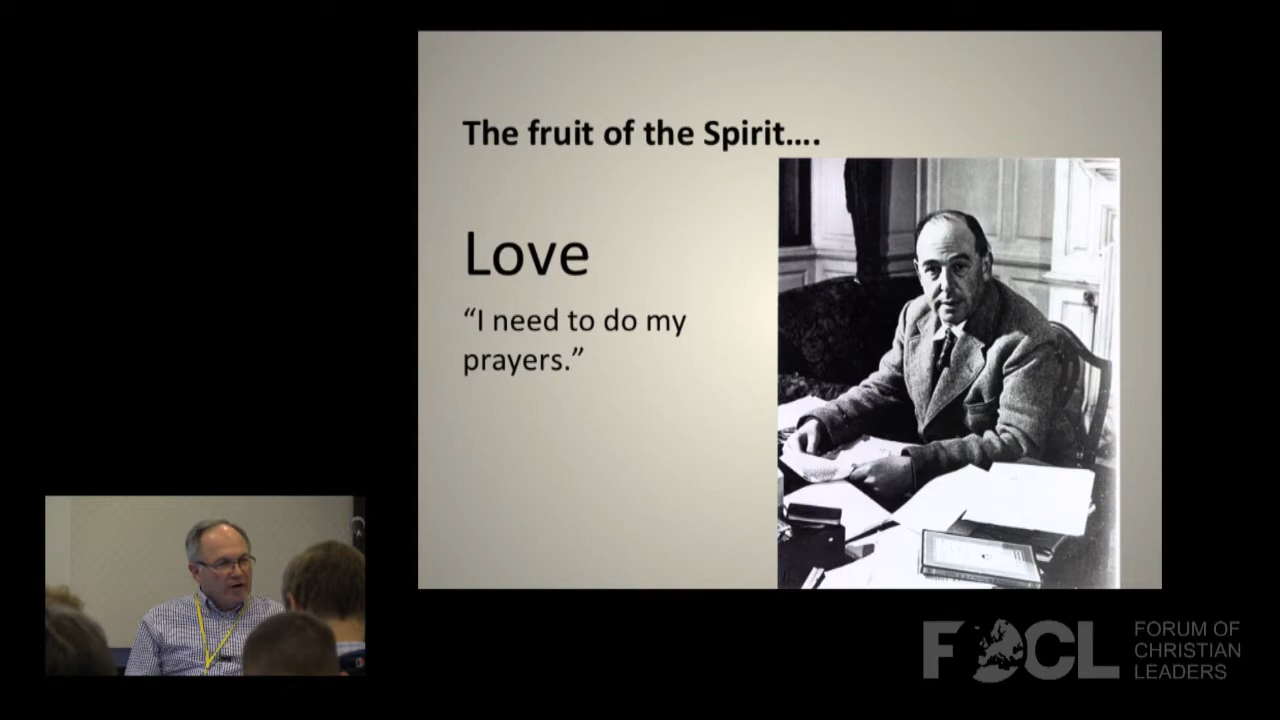 The fruit of the Spirit....
Love
“I need to do my
prayers.”
FOCL
FORUM OF
CHRISTIAN
LEADERS